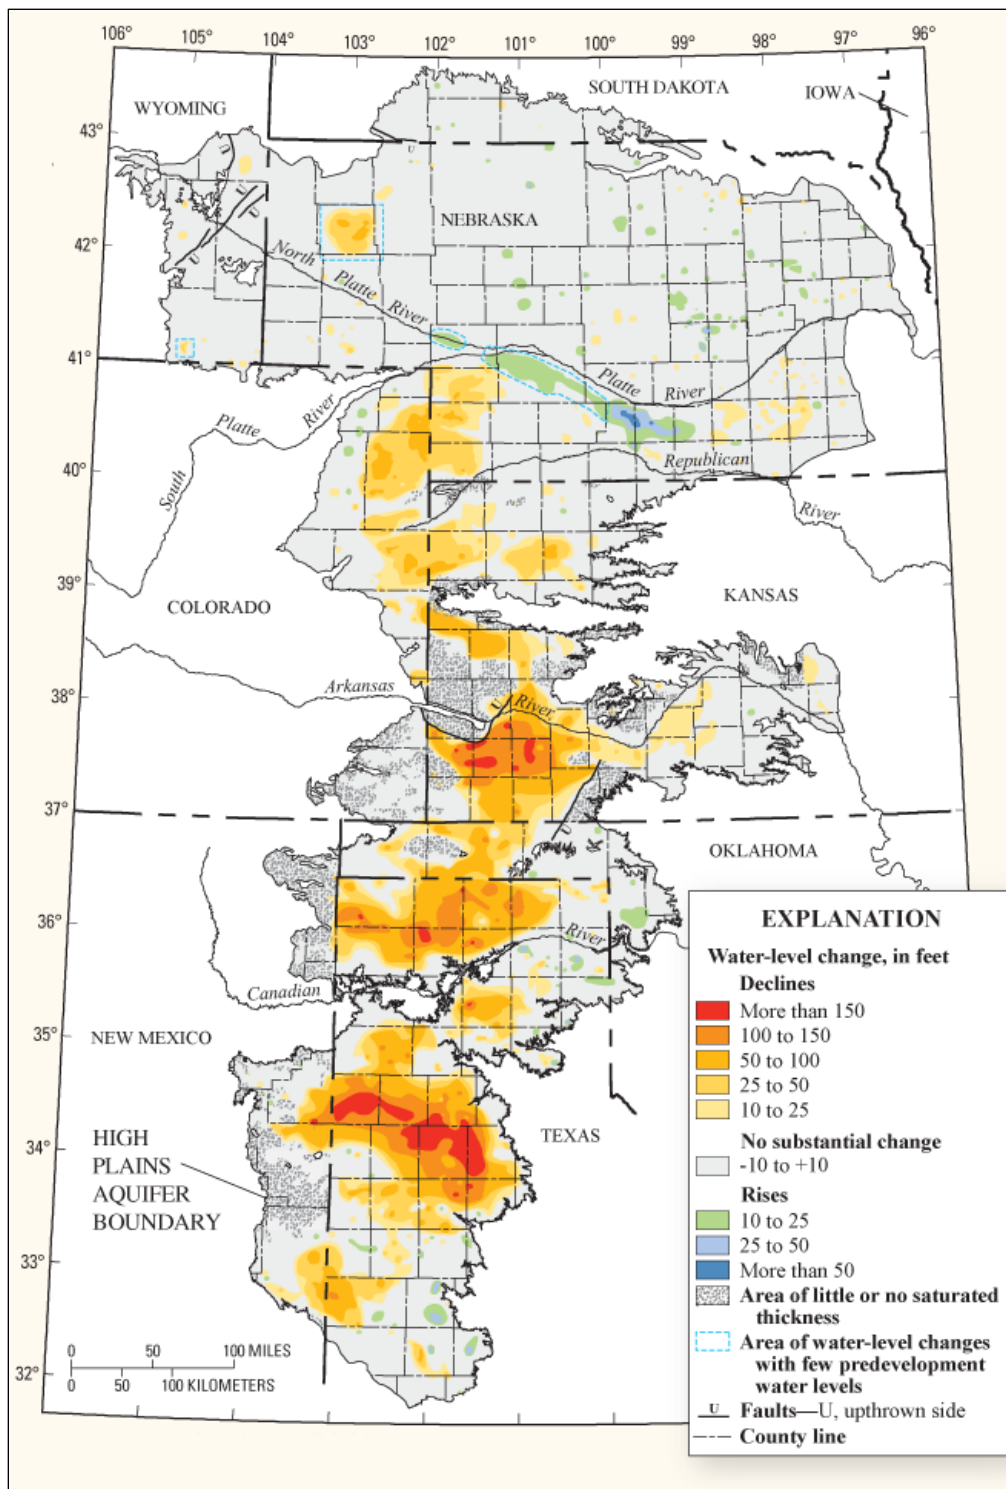 106°
105°
104°
103°
102°
101°
100°
99°
98°
97°
96°
SOUTH DAKOTA
WYOMING
IOWA
43°
U
U
U
U
NEBRASKA
42°
North Platte River
41°
Platte River
South Platte River
Republican River
40°
39°
COLORADO
KANSAS
38°
Arkansas River
U
37°
U
OKLAHOMA
36°
Canadian River
35°
NEW MEXICO
34°
TEXAS
HIGH
PLAINS
AQUIFER
BOUNDARY
33°
32°
0 50 100 MILES
0 50 100 KILOMETERS
EXPLANATION
Water-level change, in feet
Declines
More than 150
100 to 150
50 to 100
25 to 50
10 to 25
No substantial change
-10 to +10
Rises
10 to 25
25 to 50
More than 50
Area of little or no saturated
thickness
Area of water-level changes
with few predevelopment
water levels
U Faults—U, upthrown side
County line